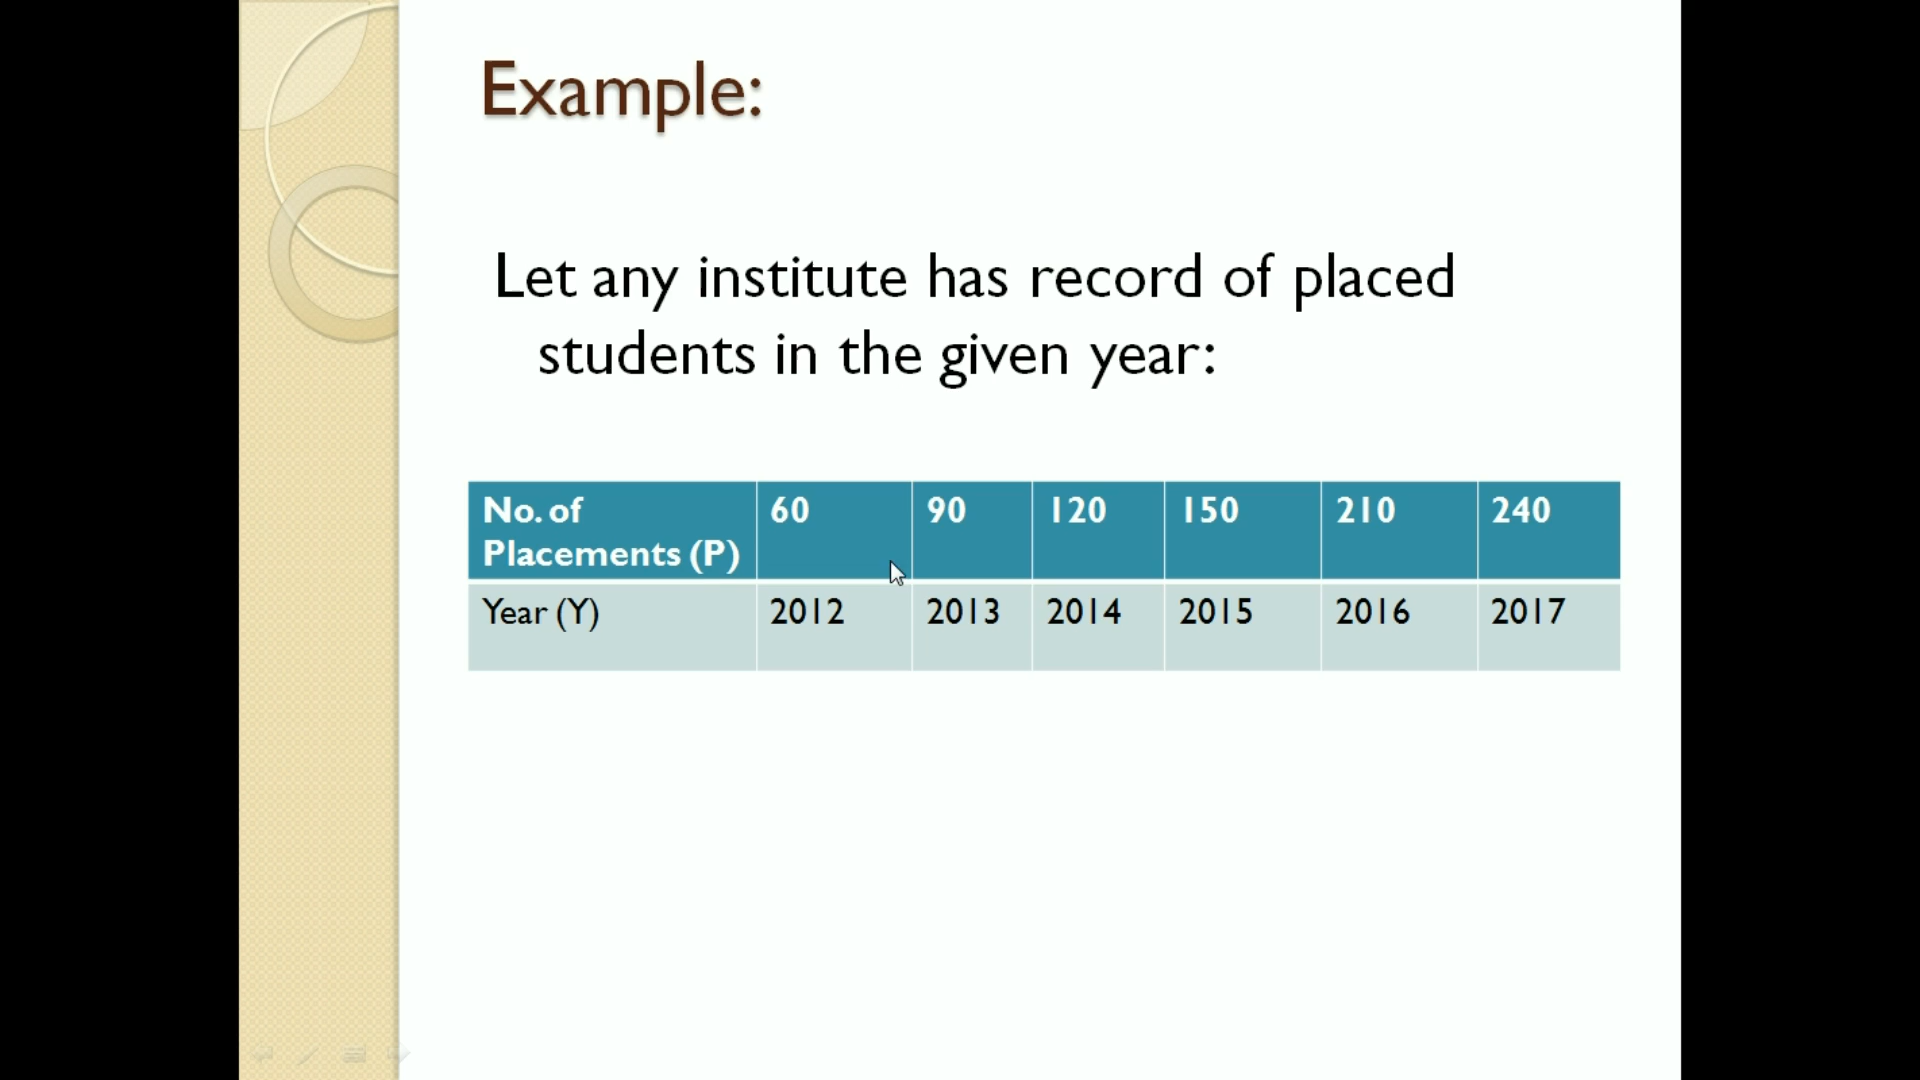 Example:
Let any institute has record of placed
students in the given year:
No. of 60 90 120 150 210 240
Placements (P)
Year (Y) 2012 2013 2014 2015 2016 2017